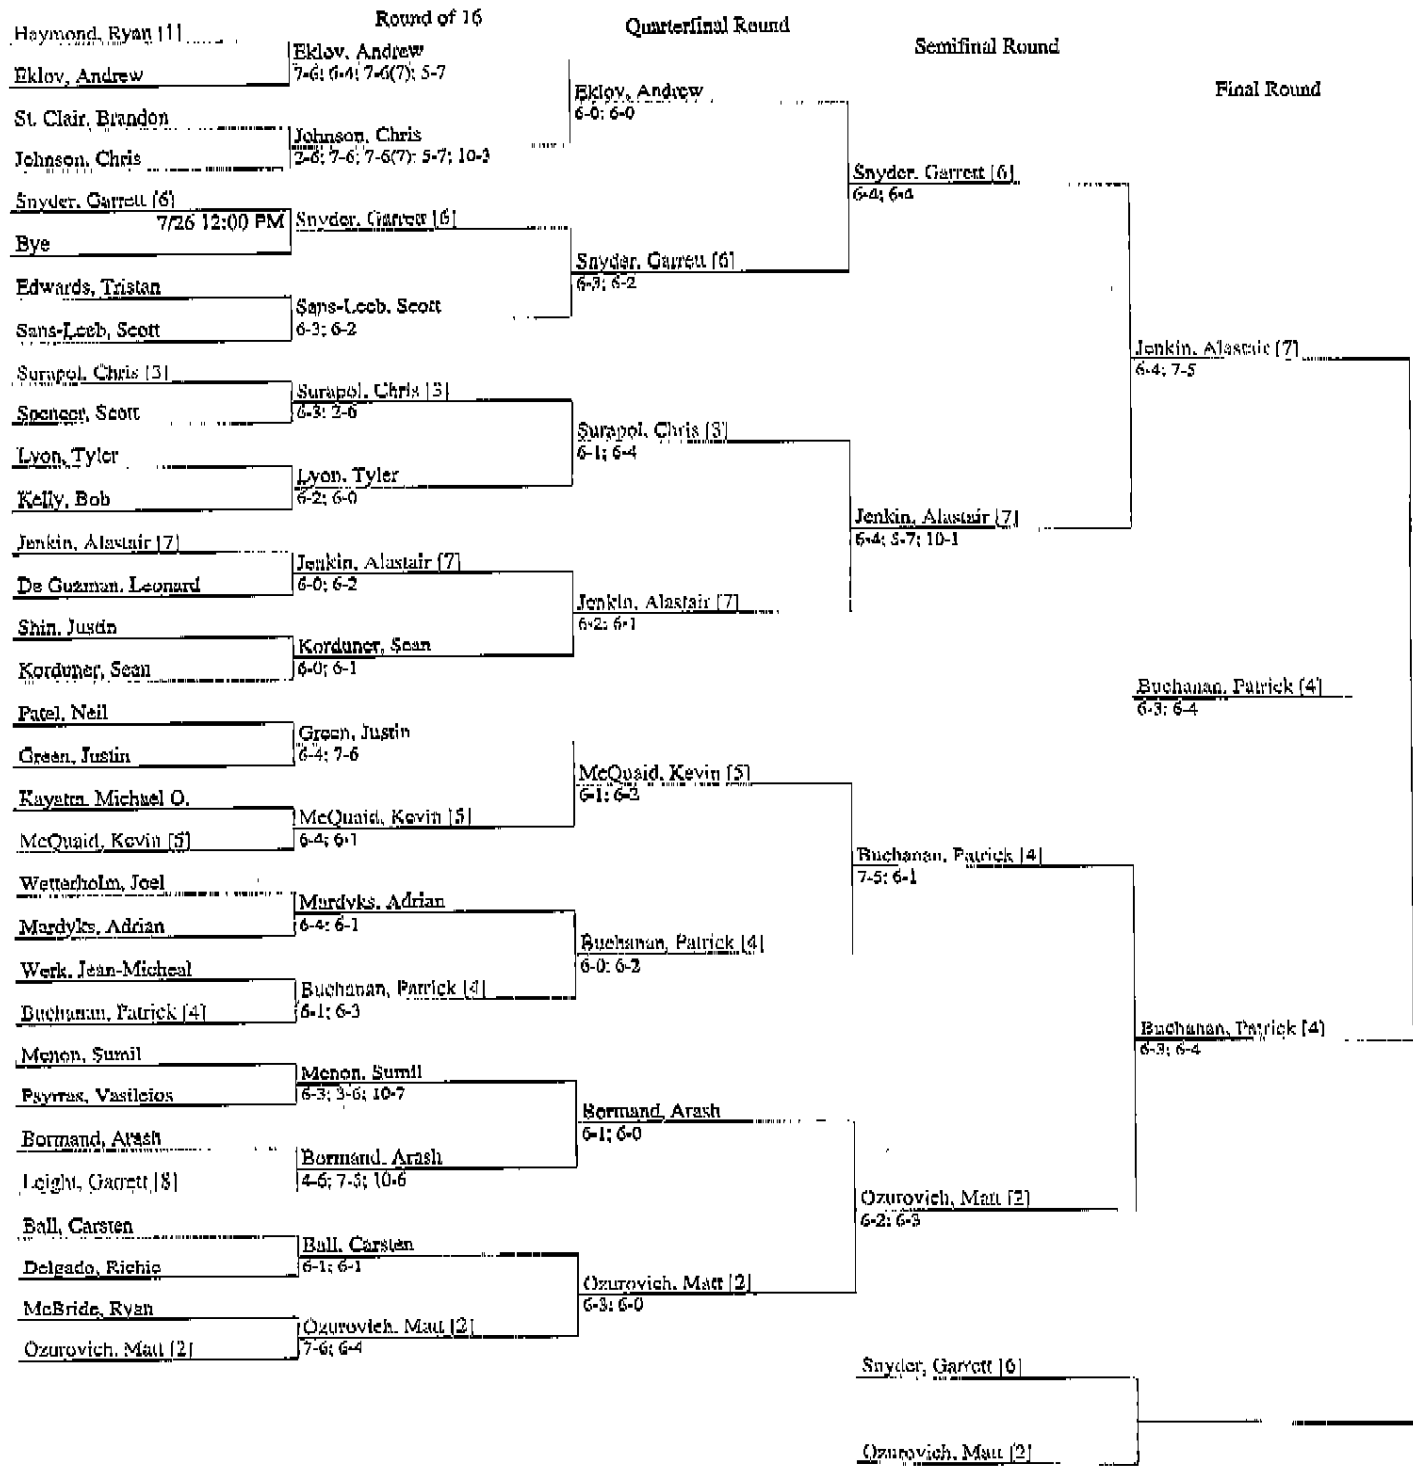 Round of 16
Quarterfinal Round
Semifinal Round
Final Round
Haymond, Ryan [1]
Eklov, Andrew
St. Clair, Brandon
Johnson, Chris
Snyder, Garrett [6]
7/26 12:00 PM
Bye
Edwards, Tristan
Sans-Leeb, Scott
Surapol, Chris [3]
Spencer, Scott
Lyon, Tyler
Kelly, Bob
Jenkin, Alastair [7]
De Guzman, Leonard
Shin, Justin
Korduner, Sean
Patel, Neil
Green, Justin
Kayatta, Michael O.
McQuaid, Kevin [5]
Wetterholm, Joel
Mardyks, Adrian
Werk, Jean-Micheal
Buchanan, Patrick [4]
Menon, Sumil
Psyrras, Vasileios
Bormand, Arash
Leight, Garrett [8]
Ball, Carsten
Delgado, Richie
McBride, Ryan
Ozurovich, Matt [2]
Eklov, Andrew
7-6; 6-4; 7-6(7); 5-7
Johnson, Chris
2-6; 7-6; 7-6(7); 5-7; 10-3
Snyder, Garrett [6]
Sans-Leeb, Scott
6-3; 6-2
Surapol, Chris [3]
6-3; 2-6
Lyon, Tyler
6-2; 6-0
Jenkin, Alastair [7]
6-0; 6-2
Korduner, Sean
6-0; 6-1
Green, Justin
6-4; 7-6
McQuaid, Kevin [5]
6-4; 6-1
Mardyks, Adrian
6-4; 6-1
Buchanan, Patrick [4]
6-1; 6-3
Menon, Sumil
6-3; 3-6; 10-7
Bormand, Arash
4-6; 7-5; 10-6
Ball, Carsten
6-1; 6-1
Ozurovich, Matt [2]
7-6; 6-4
Eklov, Andrew
6-0; 6-0
Snyder, Garrett [6]
6-3; 6-2
Surapol, Chris [3]
6-1; 6-4
Jenkin, Alastair [7]
6-2; 6-1
McQuaid, Kevin [5]
6-1; 6-2
Buchanan, Patrick [4]
6-0; 6-2
Bormand, Arash
6-1; 6-0
Ozurovich, Matt [2]
6-3; 6-0
Snyder, Garrett [6]
6-4; 6-4
Jenkin, Alastair [7]
6-4; 5-7; 10-1
Buchanan, Patrick [4]
7-5; 6-1
Ozurovich, Matt [2]
6-2; 6-3
Snyder, Garrett [6]
Ozurovich, Matt [2]
Jenkin, Alastair [7]
6-4; 7-5
Buchanan, Patrick [4]
6-3; 6-4
Buchanan, Patrick [4]
6-3; 6-4